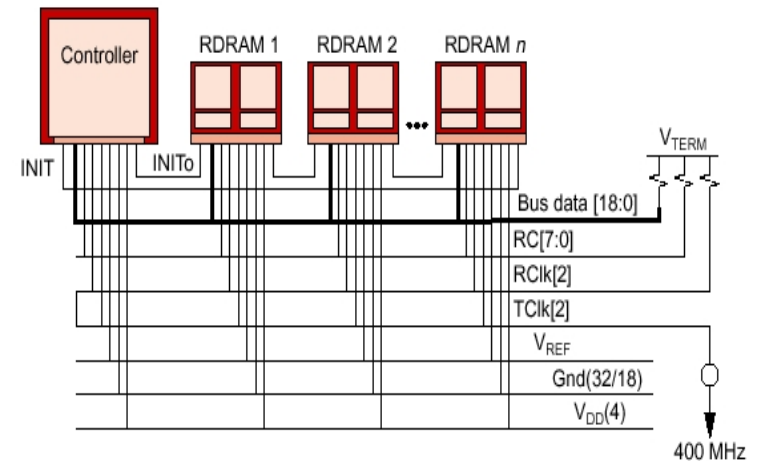 Controller
RDRAM 1
RDRAM 2
RDRAM n
INIT
INITo
VTERM
Bus data [18:0]
RC[7:0]
RClk[2]
TClk[2]
VREF
Gnd(32/18)
VDD(4)
400 MHz